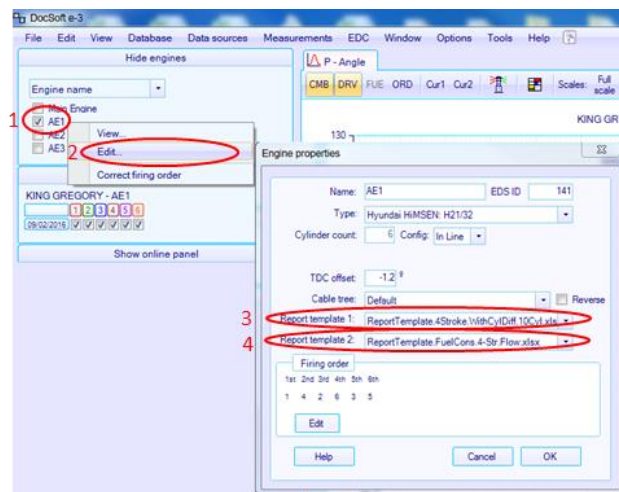 DocSoft e-3
File Edit View Database Data sources Measurements EDC Window Options Tools Help ?
Hide engines
P - Angle
CMB DRV FUE ORD Cur1 Cur2 Scales: Full scale
Engine name
Main Engine
KING GR
1 AE1
AE2
AE3
View...
2 Edit...
Correct firing order
130
Engine properties
KING GREGORY - AE1
1 2 3 4 5 6
09/02/2016
Show online panel
Name: AE1 EDS ID 141
Type: Hyundai HiMSEN: H21/32
Cylinder count: 6 Config: In Line
TDC offset: -1.2 °
Cable tree: Default Reverse
3 Report template 1: ReportTemplate.4Stroke.WithCylDiff.10Cyl.xls
4 Report template 2: ReportTemplate.FuelCons.4-Str.Flow.xlsx
Firing order
1st 2nd 3rd 4th 5th 6th
1 4 2 6 3 5
Edit
Help Cancel OK